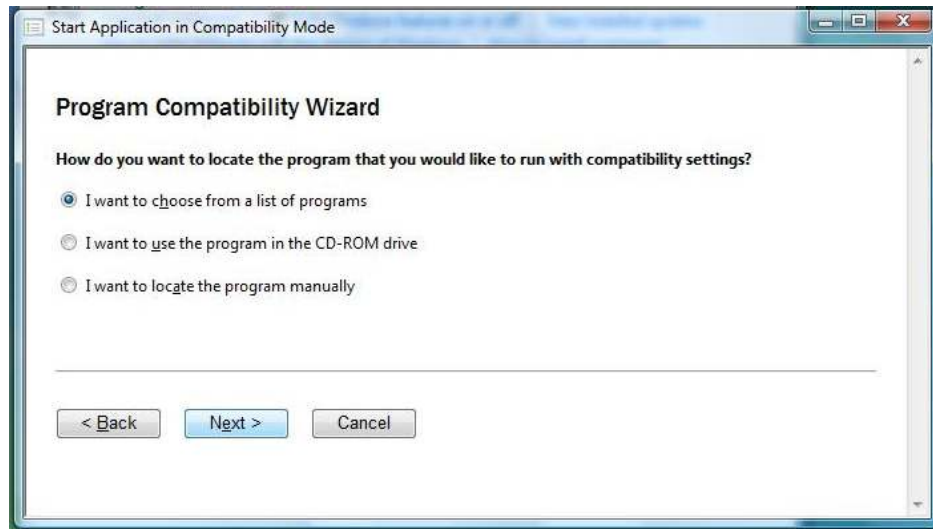 Start Application in Compatibility Mode
Program Compatibility Wizard
How do you want to locate the program that you would like to run with compatibility settings?
I want to choose from a list of programs
I want to use the program in the CD-ROM drive
I want to locate the program manually
< Back
Next >
Cancel